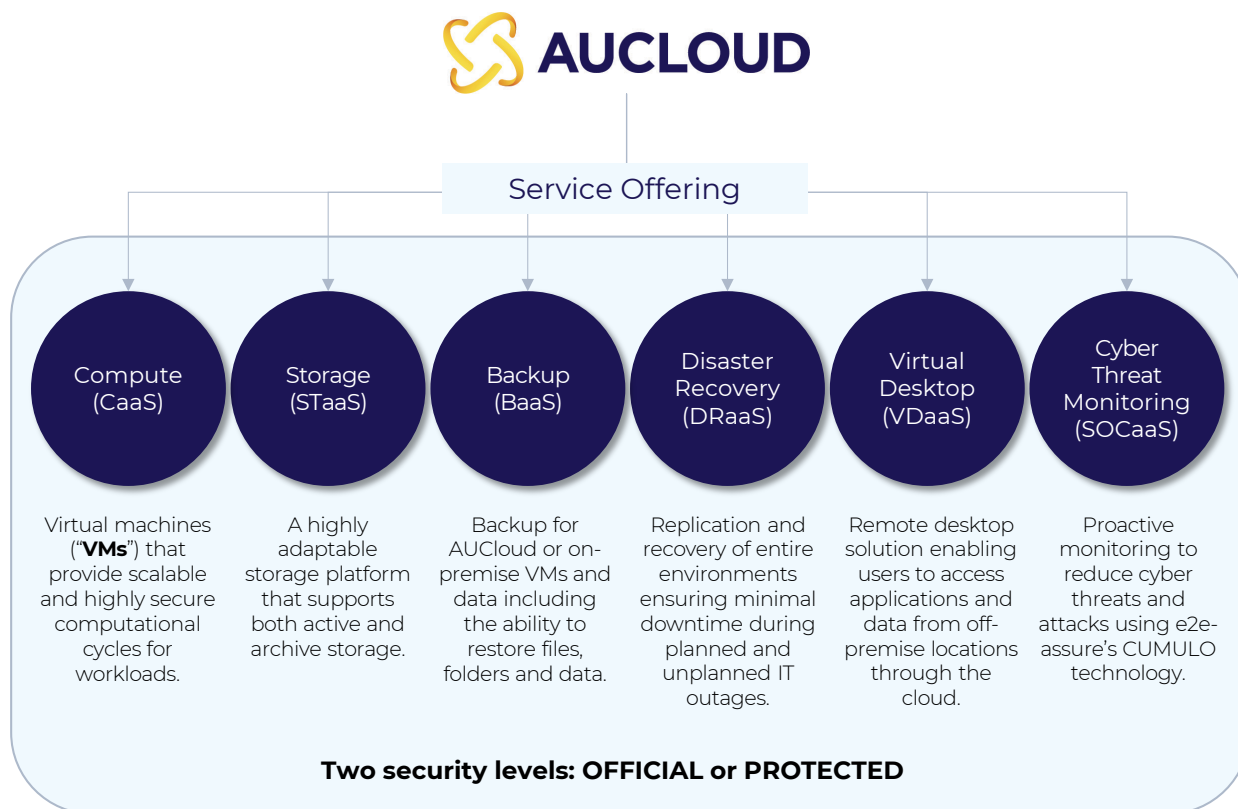 AUCLOUD
Service Offering
Compute
(CaaS)
Storage
(STaaS)
Backup
(BaaS)
Disaster
Recovery
(DRaaS)
Virtual
Desktop
(VDaaS)
Cyber
Threat
Monitoring
(SOCaaS)
Virtual machines
(“VMs”) that
provide scalable
and highly secure
computational
cycles for
workloads.
A highly
adaptable
storage platform
that supports
both active and
archive storage.
Backup for
AUCloud or on-
premise VMs and
data including
the ability to
restore files,
folders and data.
Replication and
recovery of entire
environments
ensuring minimal
downtime during
planned and
unplanned IT
outages.
Remote desktop
solution enabling
users to access
applications and
data from off-
premise locations
through the
cloud.
Proactive
monitoring to
reduce cyber
threats and
attacks using e2e-
assure’s CUMULO
technology.
Two security levels: OFFICIAL or PROTECTED